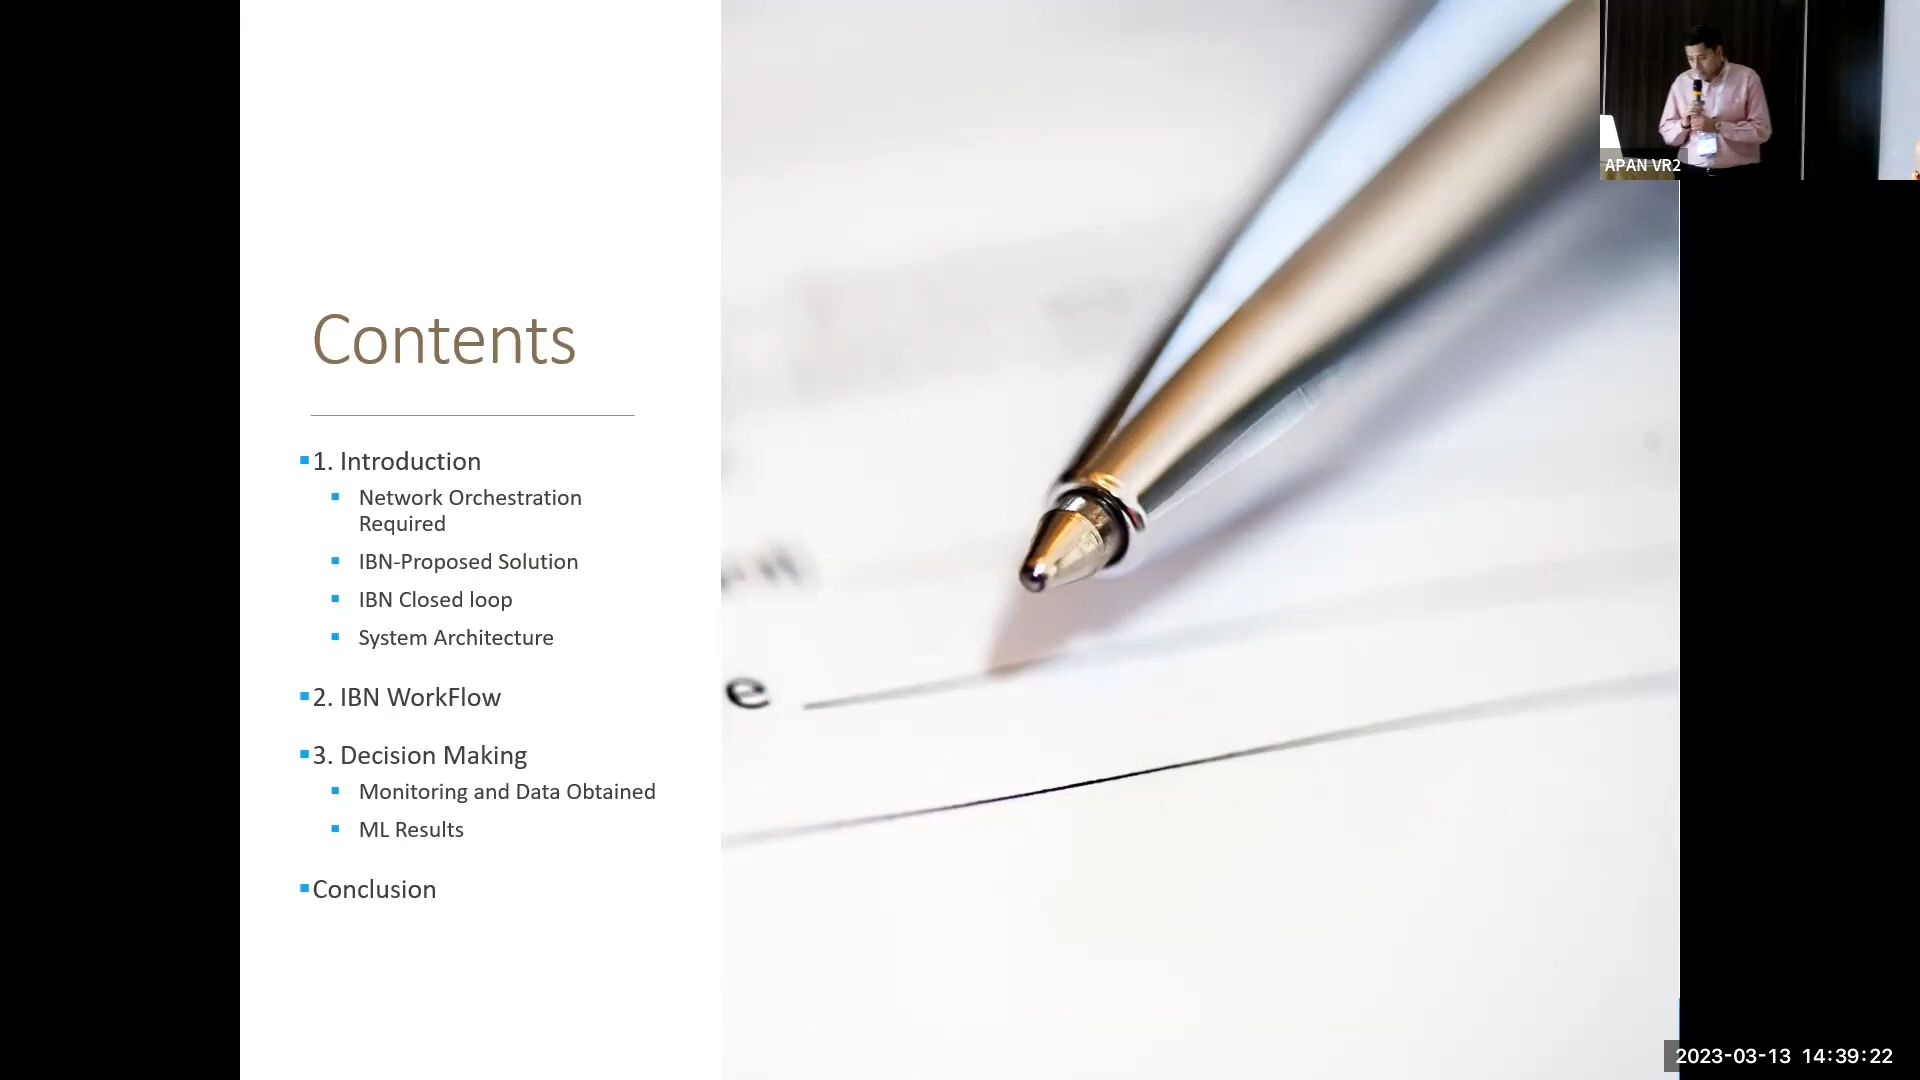 APAN VR2
Contents
1. Introduction
Network Orchestration
Required
IBN-Proposed Solution
IBN Closed loop
System Architecture
2. IBN WorkFlow
3. Decision Making
Monitoring and Data Obtained
ML Results
Conclusion
e
2023-03-13 14:39:22